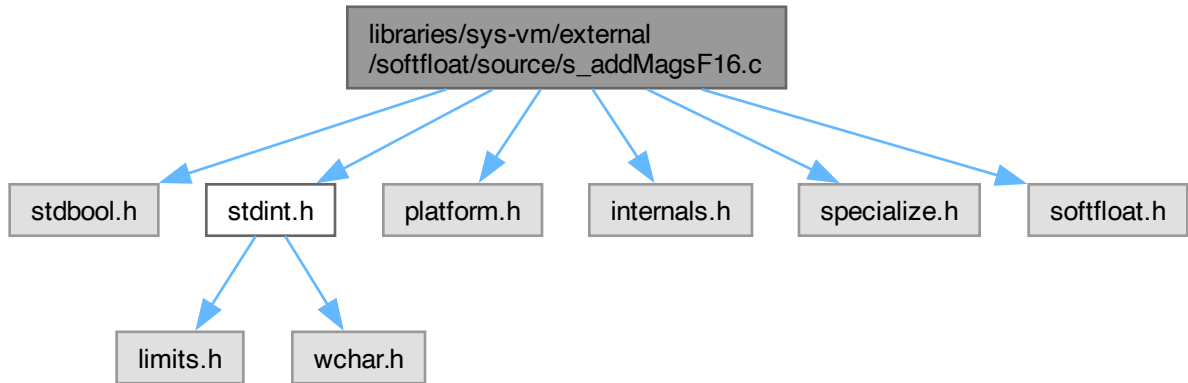 libraries/sys-vm/external
/softfloat/source/s_addMagsF16.c
stdbool.h
stdint.h
platform.h
internals.h
specialize.h
softfloat.h
limits.h
wchar.h